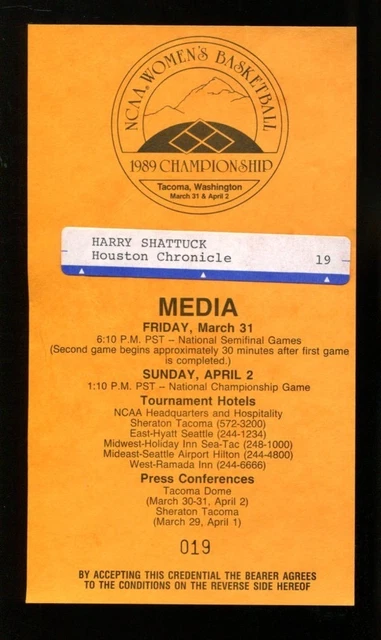 NCAA® WOMEN'S BASKETBALL
1989 CHAMPIONSHIP
Tacoma, Washington
March 31 & April 2
HARRY SHATTUCK
Houston Chronicle 19
MEDIA
FRIDAY, March 31
6:10 P.M. PST – National Semifinal Games
(Second game begins approximately 30 minutes after first game
is completed.)
SUNDAY, APRIL 2
1:10 P.M. PST – National Championship Game
Tournament Hotels
NCAA Headquarters and Hospitality
Sheraton Tacoma (572-3200)
East-Hyatt Seattle (244-1234)
Midwest-Holiday Inn Sea-Tac (248-1000)
Mideast-Seattle Airport Hilton (244-4800)
West-Ramada Inn (244-6666)
Press Conferences
Tacoma Dome
(March 30-31, April 2)
Sheraton Tacoma
(March 29, April 1)
019
BY ACCEPTING THIS CREDENTIAL THE BEARER AGREES
TO THE CONDITIONS ON THE REVERSE SIDE HEREOF